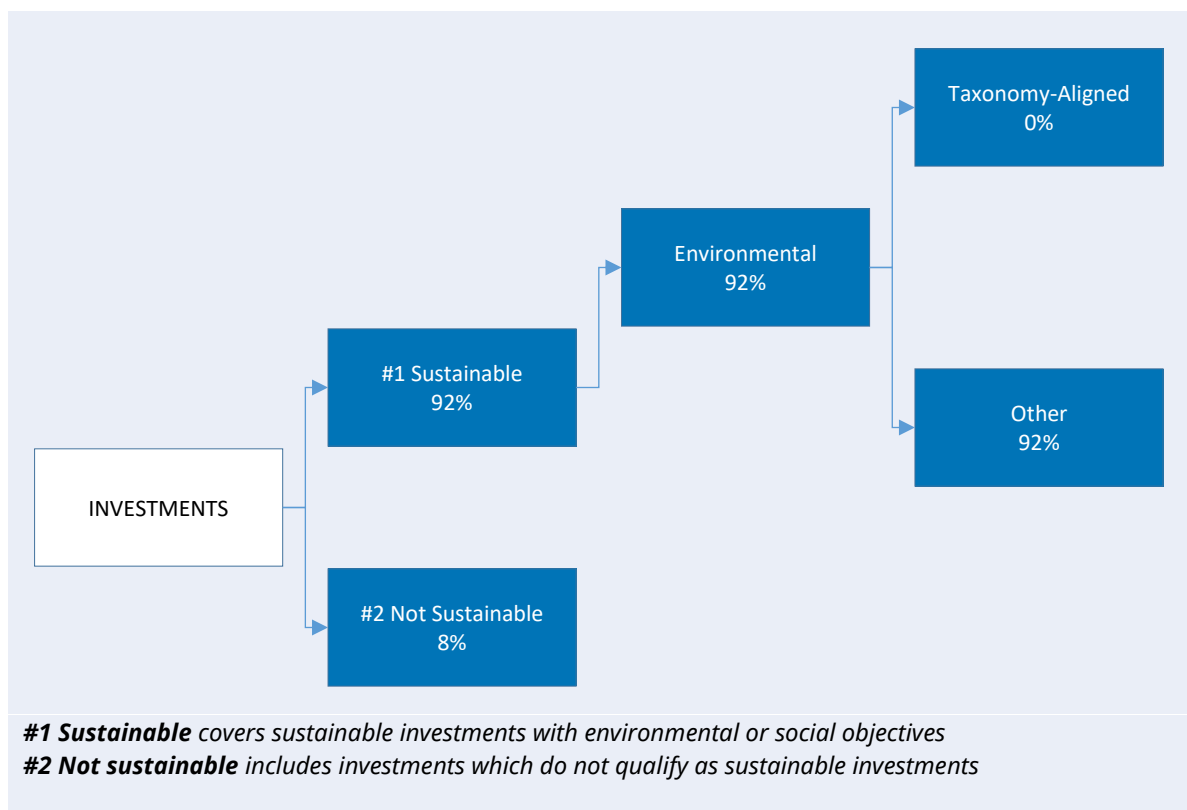 Taxonomy-Aligned
0%
Environmental
92%
#1 Sustainable
92%
Other
92%
INVESTMENTS
#2 Not Sustainable
8%
#1 Sustainable covers sustainable investments with environmental or social objectives
#2 Not sustainable includes investments which do not qualify as sustainable investments